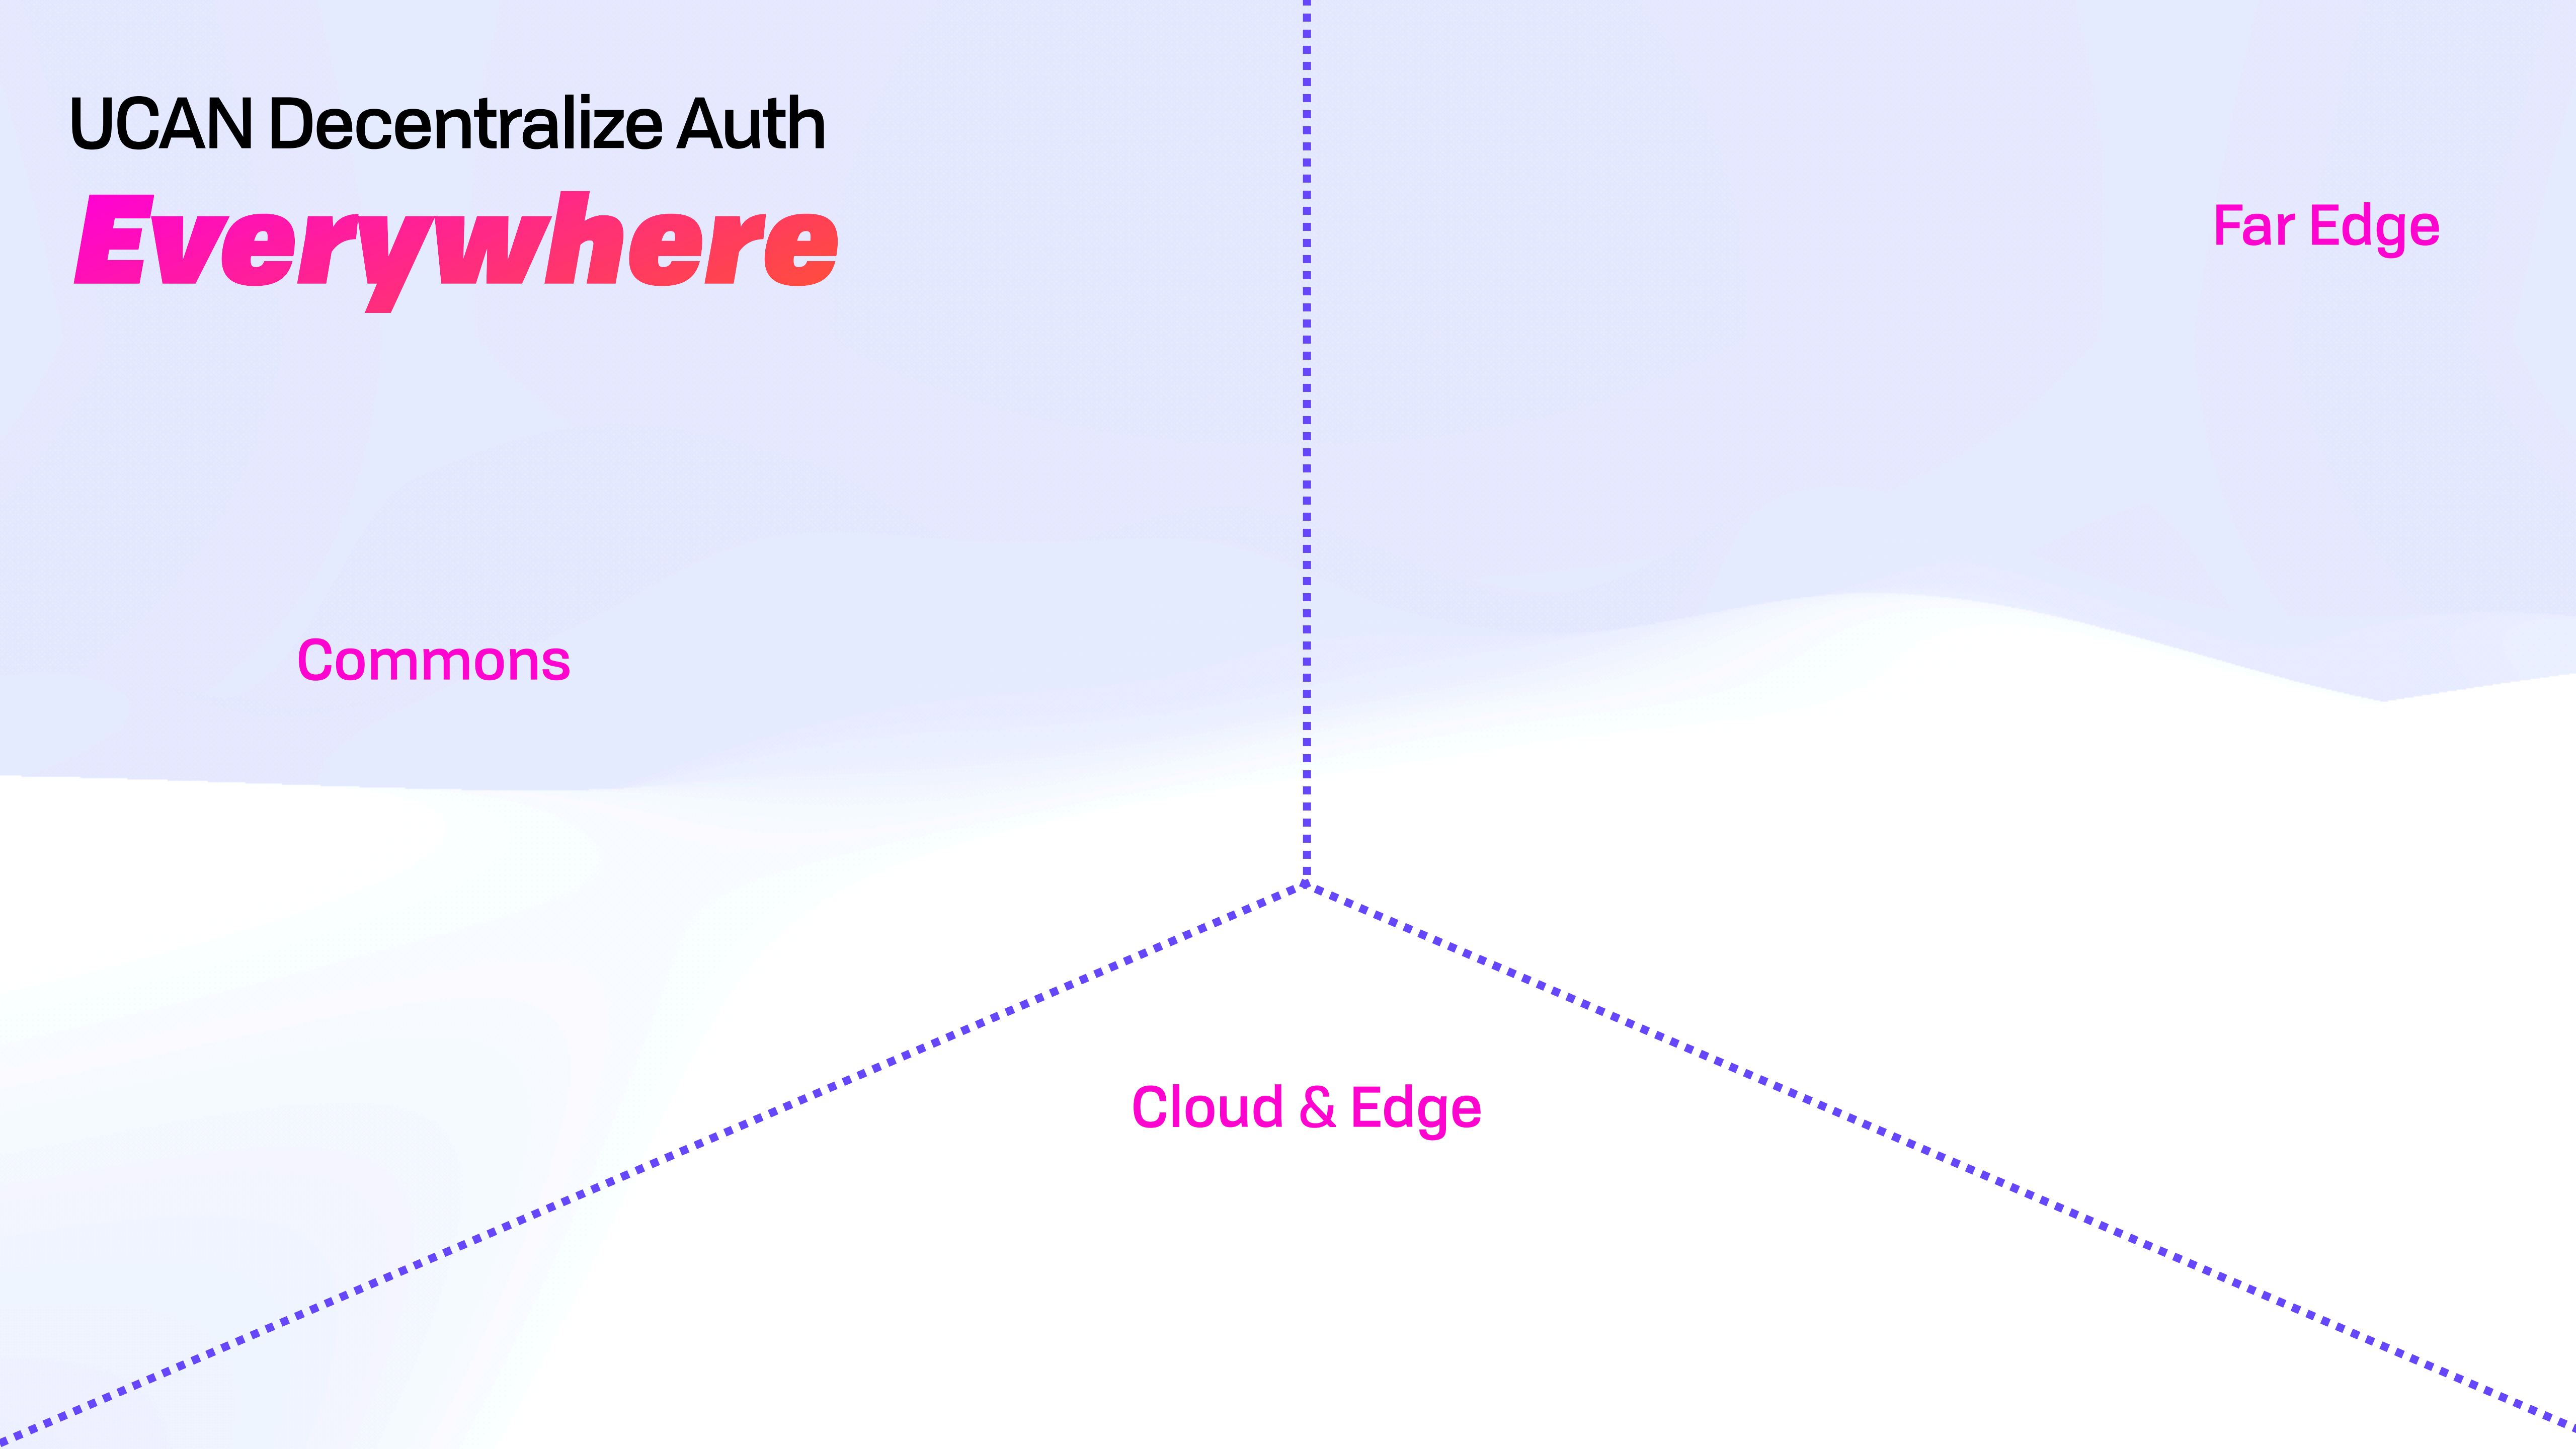 UCAN Decentralize Auth
Everywhere
Far Edge
Commons
Cloud & Edge